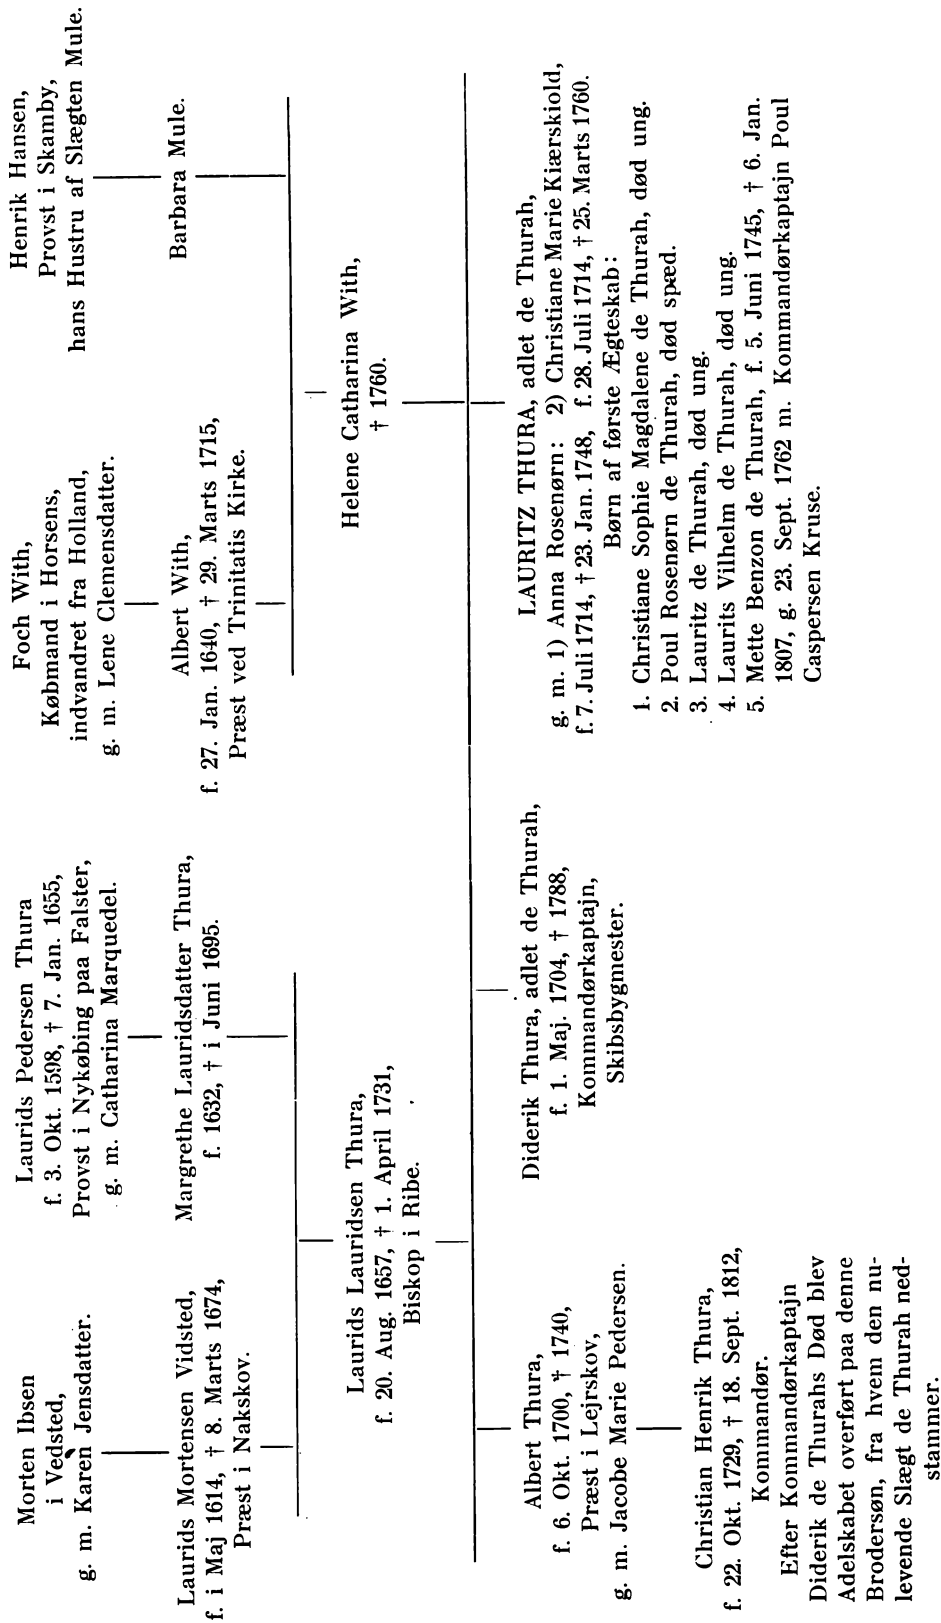 Morten Ibsen
i Vedsted,
g. m. Karen Jensdatter.
Laurids Pedersen Thura
f. 3. Okt. 1598, † 7. Jan. 1655,
Provst i Nykøbing paa Falster,
g. m. Catharina Marquedel.
Foch With,
Købmand i Horsens,
indvandret fra Holland,
g. m. Lene Clemensdatter.
Henrik Hansen,
Provst i Skamby,
hans Hustru af Slægten Mule.
Laurids Mortensen Vidsted,
f. i Maj 1614, † 8. Marts 1674,
Præst i Nakskov.
Margrethe Lauridsdatter Thura,
f. 1632, † i Juni 1695.
Albert With,
f. 27. Jan. 1640, † 29. Marts 1715,
Præst ved Trinitatis Kirke.
Barbara Mule.
Laurids Lauridsen Thura,
f. 20. Aug. 1657, † 1. April 1731,
Biskop i Ribe.
Helene Catharina With,
† 1760.
Albert Thura,
f. 6. Okt. 1700, † 1740,
Præst i Lejrskov,
g. m. Jacobe Marie Pedersen.
Christian Henrik Thura,
f. 22. Okt. 1729, † 18. Sept. 1812,
Kommandør.
Efter Kommandørkaptajn
Diderik de Thurahs Død blev
Adelskabet overført paa denne
Brodersøn, fra hvem den nu-
levende Slægt de Thurah ned-
stammer.
Diderik Thura, adlet de Thurah,
f. 1. Maj. 1704, † 1788,
Kommandørkaptajn,
Skibsbygmester.
LAURITZ THURA, adlet de Thurah,
g. m. 1) Anna Rosenørn: 2) Christiane Marie Kiærskiold,
f. 7. Juli 1714, † 23. Jan. 1748, f. 28. Juli 1714, † 25. Marts 1760.
Børn af første Ægteskab:
1. Christiane Sophie Magdalene de Thurah, død ung.
2. Poul Rosenørn de Thurah, død spæd.
3. Lauritz de Thurah, død ung.
4. Laurits Vilhelm de Thurah, død ung.
5. Mette Benzon de Thurah, f. 5. Juni 1745, † 6. Jan.
1807, g. 23. Sept. 1762 m. Kommandørkaptajn Poul
Caspersen Kruse.